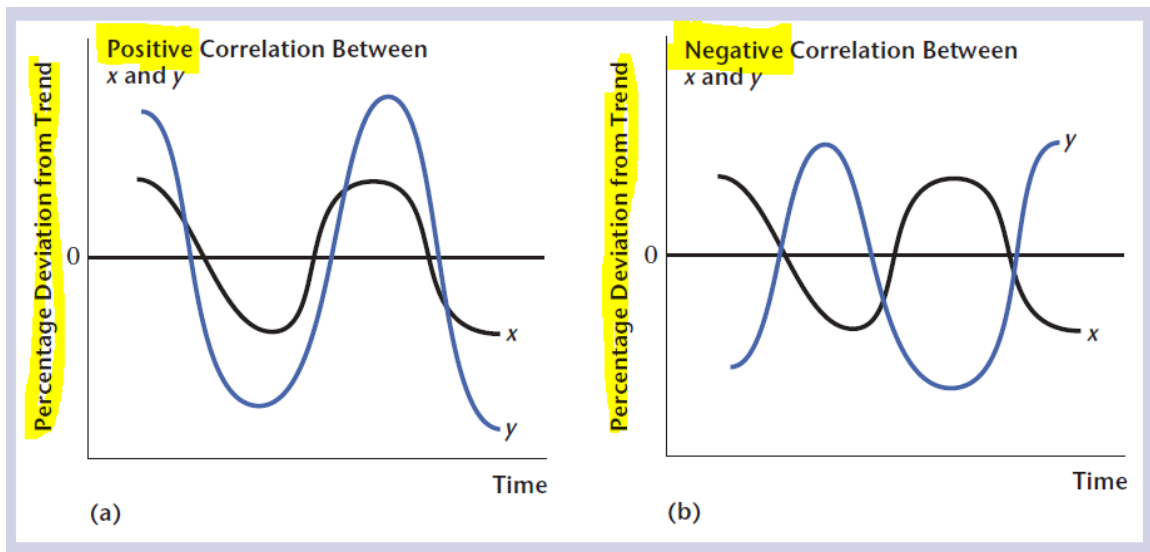 Positive Correlation Between
x and y
Percentage Deviation from Trend
0
x
y
Time
(a)
Negative Correlation Between
x and y
Percentage Deviation from Trend
y
0
x
Time
(b)